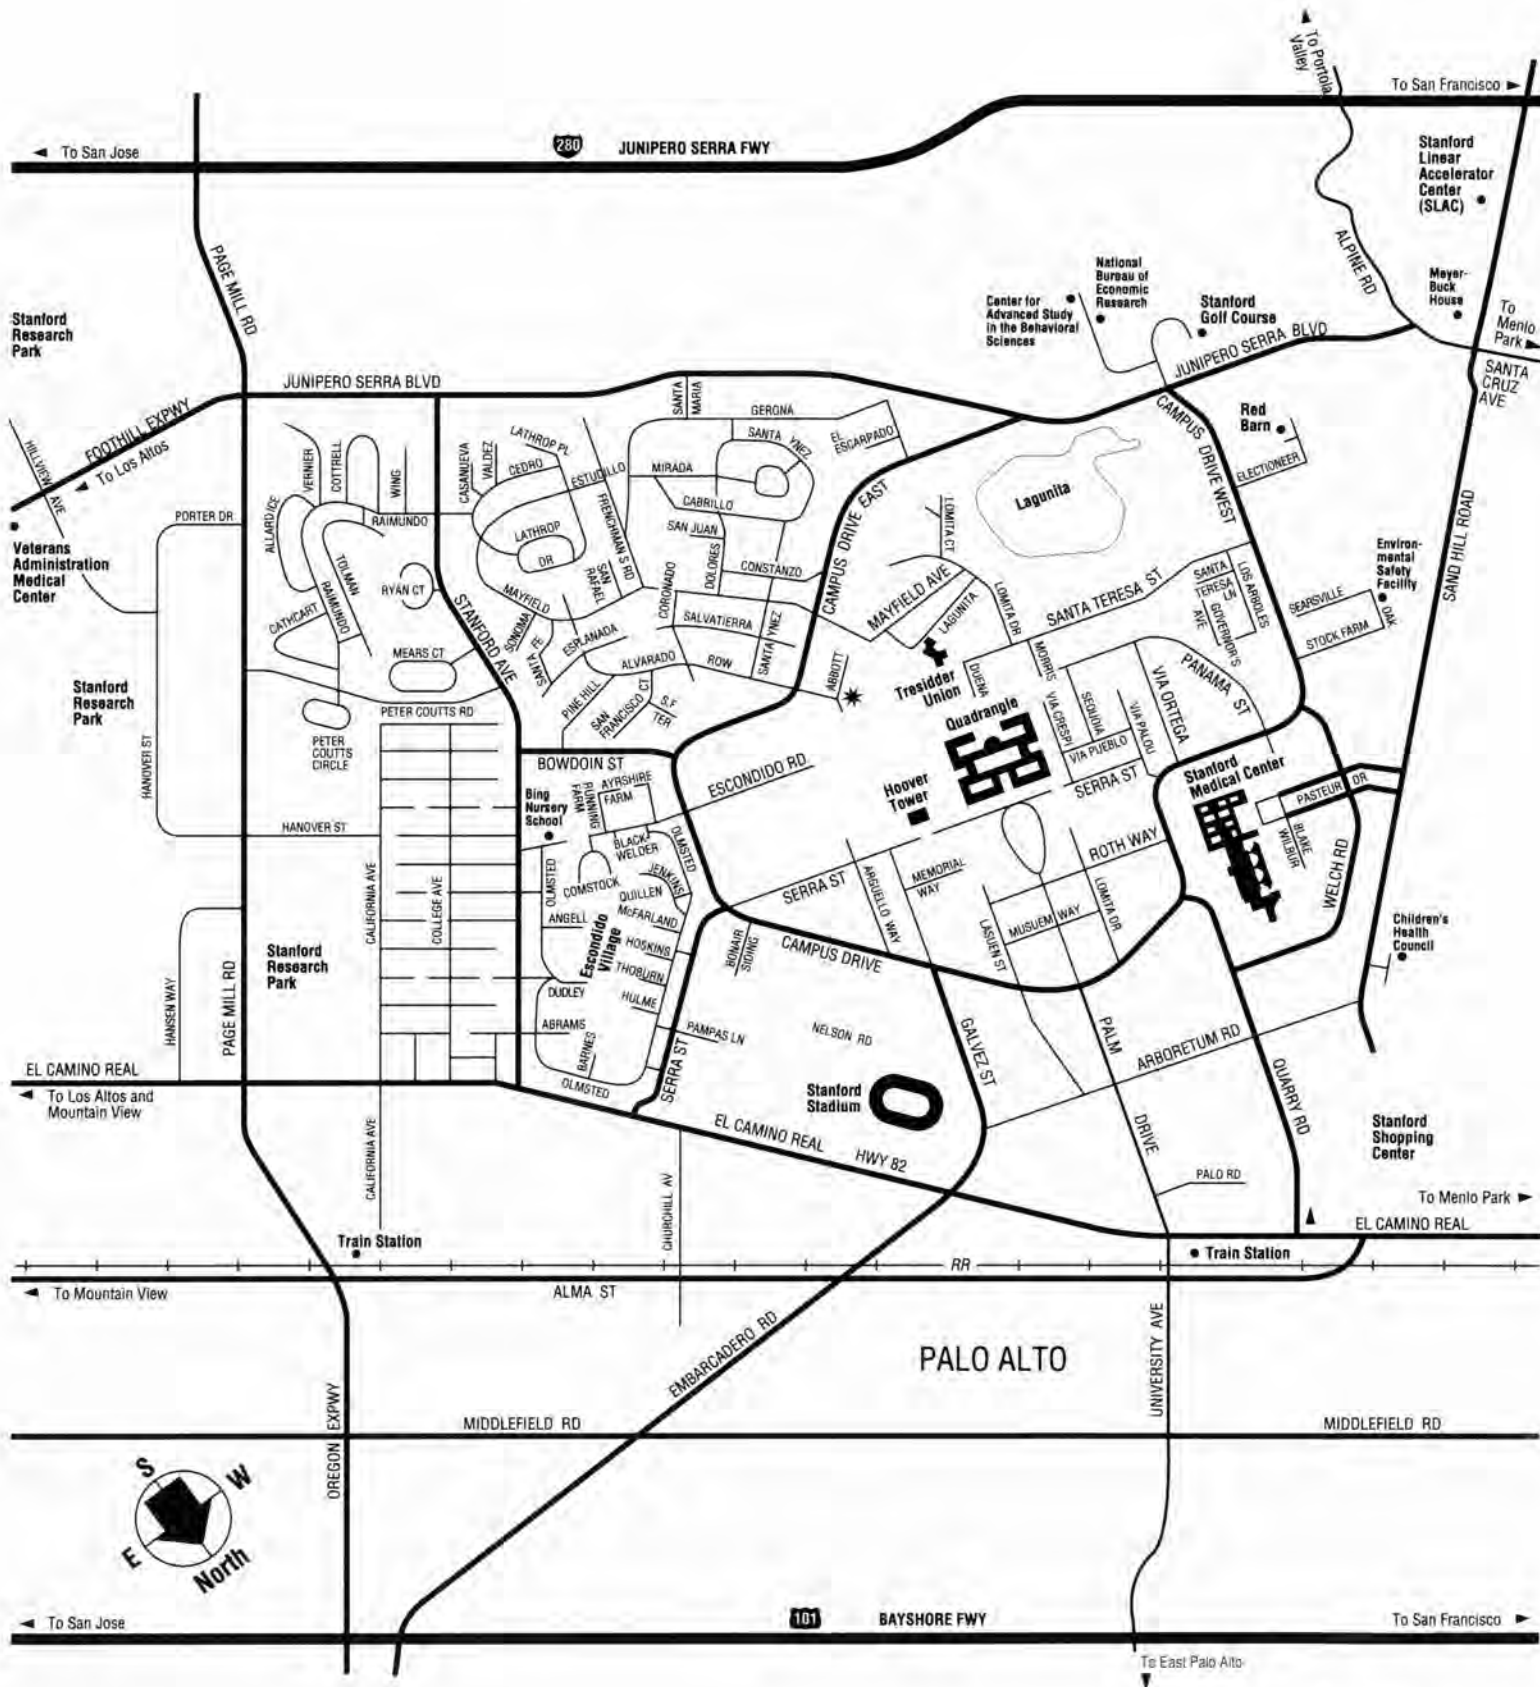 To Portola
Valley
To San Francisco
To San Jose
280
JUNIPERO SERRA FWY
Stanford
Linear
Accelerator
Center
(SLAC)
PAGE MILL RD
ALPINE RD
National
Bureau of
Economic
Research
Center for
Advanced Study
in the Behavioral
Sciences
Stanford
Golf Course
Meyer-
Buck
House
To
Menlo
Park
Stanford
Research
Park
JUNIPERO SERRA BLVD
JUNIPERO SERRA BLVD
SANTA
CRUZ
AVE
FOOTHILL EXPWY
To Los Altos
HILLVIEW AVE
SANTA
MARIA
GERONA
EL
ESCARPADO
SANTA YNEZ
CAMPUS DRIVE WEST
Red
Barn
ELECTIONEER
VERNIER
COTTRELL
WING
CASANUEVA
VALDEZ
LATHROP PL
CEDRO
ESTUDILLO
MIRADA
CABRILLO
FRENCHMAN S RD
SAN JUAN
CAMPUS DRIVE EAST
LOMITA CT
Lagunita
SAND HILL ROAD
PORTER DR
ALLARDICE
RAIMUNDO
TOLMAN
RAIMUNDO
CATHCART
RYAN CT
LATHROP
DR
SAN
RAFAEL
DOLORES
CONSTANZO
CORONADO
MAYFIELD AVE
LAGUNITA
LOMITA DR
SANTA TERESA ST
SANTA
TERESA
LN
LOS ARBOLES
GOVERNOR'S
AVE
Environ-
mental
Safety
Facility
SEARSVILLE
OAK
STOCK FARM
Veterans
Administration
Medical
Center
MAYFIELD
STANFORD AVE
SONOMA
SANTA FE
ESPLANADA
SALVATIERRA
SANTA YNEZ
ALVARADO ROW
ABBOTT
MEARS CT
Tresidder
Union
DUENA
MORRIS
PANAMA ST
Stanford
Research
Park
PETER COUTTS RD
PETER
COUTTS
CIRCLE
PINE HILL
SAN
FRANCISCO CT
S.F
TER
Quadrangle
VIA CRESPI
SEQUOIA
VIA PUEBLO
VIA PALOU
VIA ORTEGA
HANOVER ST
BOWDOIN ST
ESCONDIDO RD
Hoover
Tower
SERRA ST
Stanford
Medical Center
PASTEUR DR
BLAKE
WILBUR
WELCH RD
Bing
Nursery
School
RUNNING
FARM
AYRSHIRE
FARM
HANOVER ST
BLACK-
WELDER
OLMSTED
ROTH WAY
CALIFORNIA AVE
COLLEGE AVE
OLMSTED
COMSTOCK
JENKINS
QUILLEN
McFARLAND
ANGELL
HOSKINS
Escondido
Village
THOBURN
DUDLEY
HULME
ABRAMS
BARNES
OLMSTED
SERRA ST
ARGUELLO WAY
MEMORIAL
WAY
LASUEN ST
MUSUEM WAY
LOMITA DR
Children's
Health
Council
BONAIR
SIDING
CAMPUS DRIVE
Stanford
Research
Park
HANSEN WAY
PAGE MILL RD
PAMPAS LN
SERRA ST
NELSON RD
GALVEZ ST
PALM
DRIVE
ARBORETUM RD
QUARRY RD
EL CAMINO REAL
To Los Altos and
Mountain View
Stanford
Stadium
EL CAMINO REAL
HWY 82
Stanford
Shopping
Center
CALIFORNIA AVE
CHURCHILL AV
PALO RD
To Menlo Park
EL CAMINO REAL
Train Station
Train Station
RR
To Mountain View
ALMA ST
EMBARCADERO RD
UNIVERSITY AVE
PALO ALTO
OREGON EXPWY
MIDDLEFIELD RD
MIDDLEFIELD RD
S
W
E
North
To San Jose
101
BAYSHORE FWY
To San Francisco
To East Palo Alto